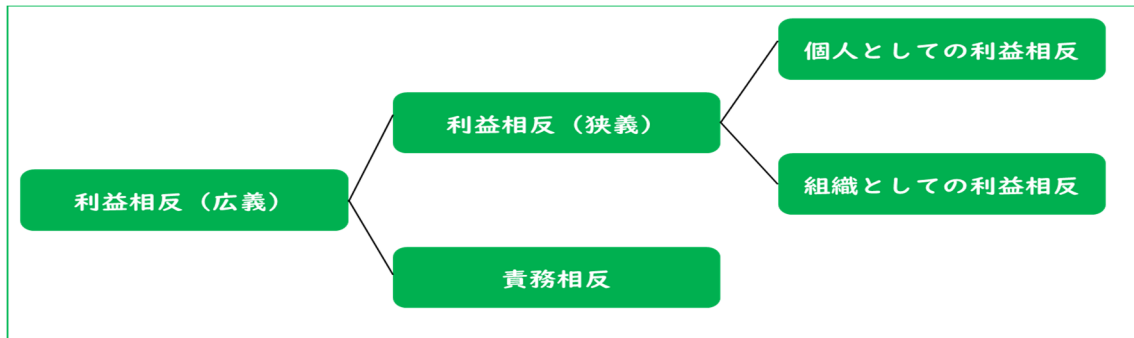 個人としての利益相反
利益相反（狭義）
組織としての利益相反
利益相反（広義）
責務相反